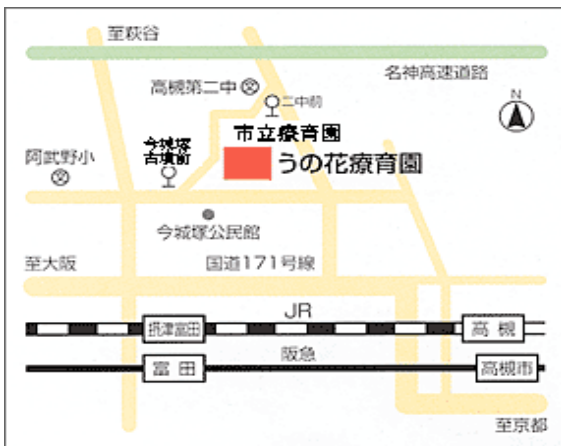 至萩谷
名神高速道路
高槻第二中
二中前
N
市立療育園
うの花療育園
今城塚
古墳前
阿武野小
今城塚公民館
至大阪
国道171号線
JR
摂津富田
高槻
阪急
富田
高槻市
至京都